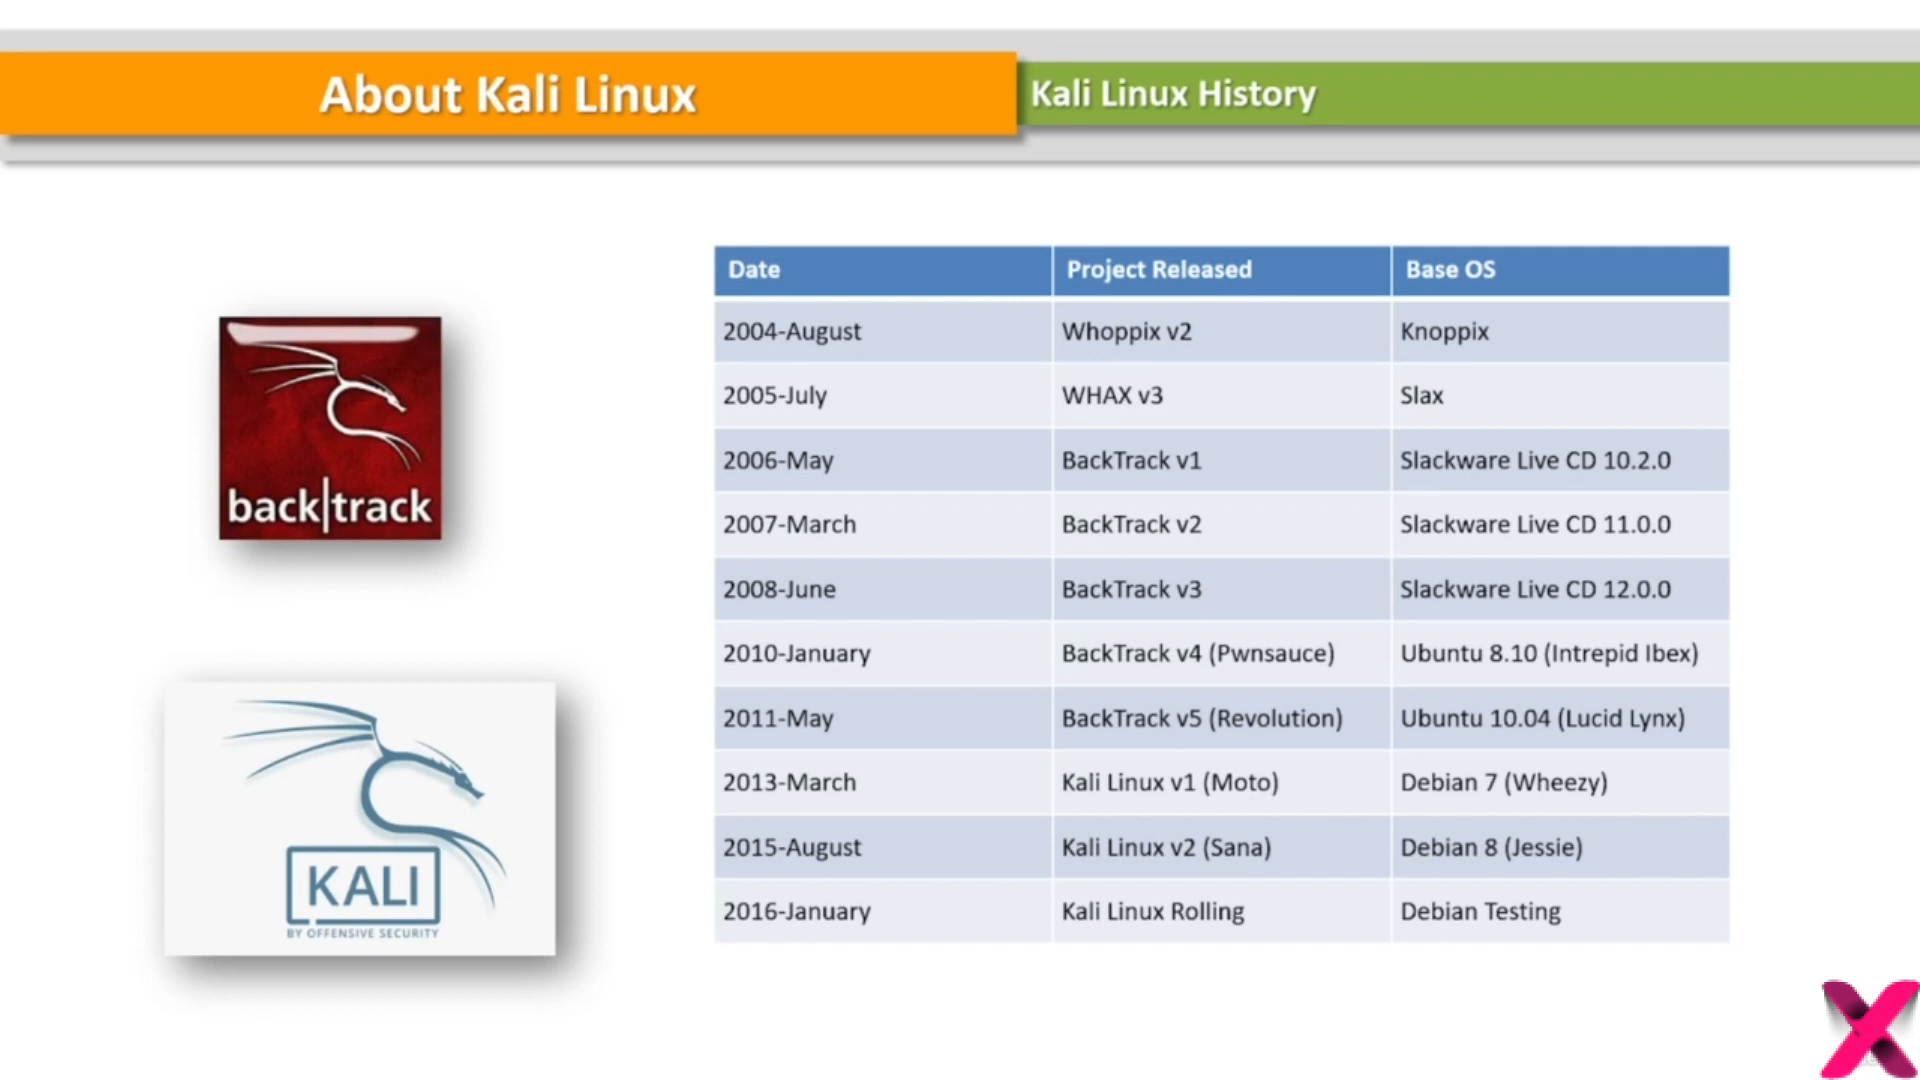 About Kali Linux
Kali Linux History
back|track
KALI
BY OFFENSIVE SECURITY
Date Project Released Base OS
2004-August Whoppix v2 Knoppix
2005-July WHAX v3 Slax
2006-May BackTrack v1 Slackware Live CD 10.2.0
2007-March BackTrack v2 Slackware Live CD 11.0.0
2008-June BackTrack v3 Slackware Live CD 12.0.0
2010-January BackTrack v4 (Pwnsauce) Ubuntu 8.10 (Intrepid Ibex)
2011-May BackTrack v5 (Revolution) Ubuntu 10.04 (Lucid Lynx)
2013-March Kali Linux v1 (Moto) Debian 7 (Wheezy)
2015-August Kali Linux v2 (Sana) Debian 8 (Jessie)
2016-January Kali Linux Rolling Debian Testing